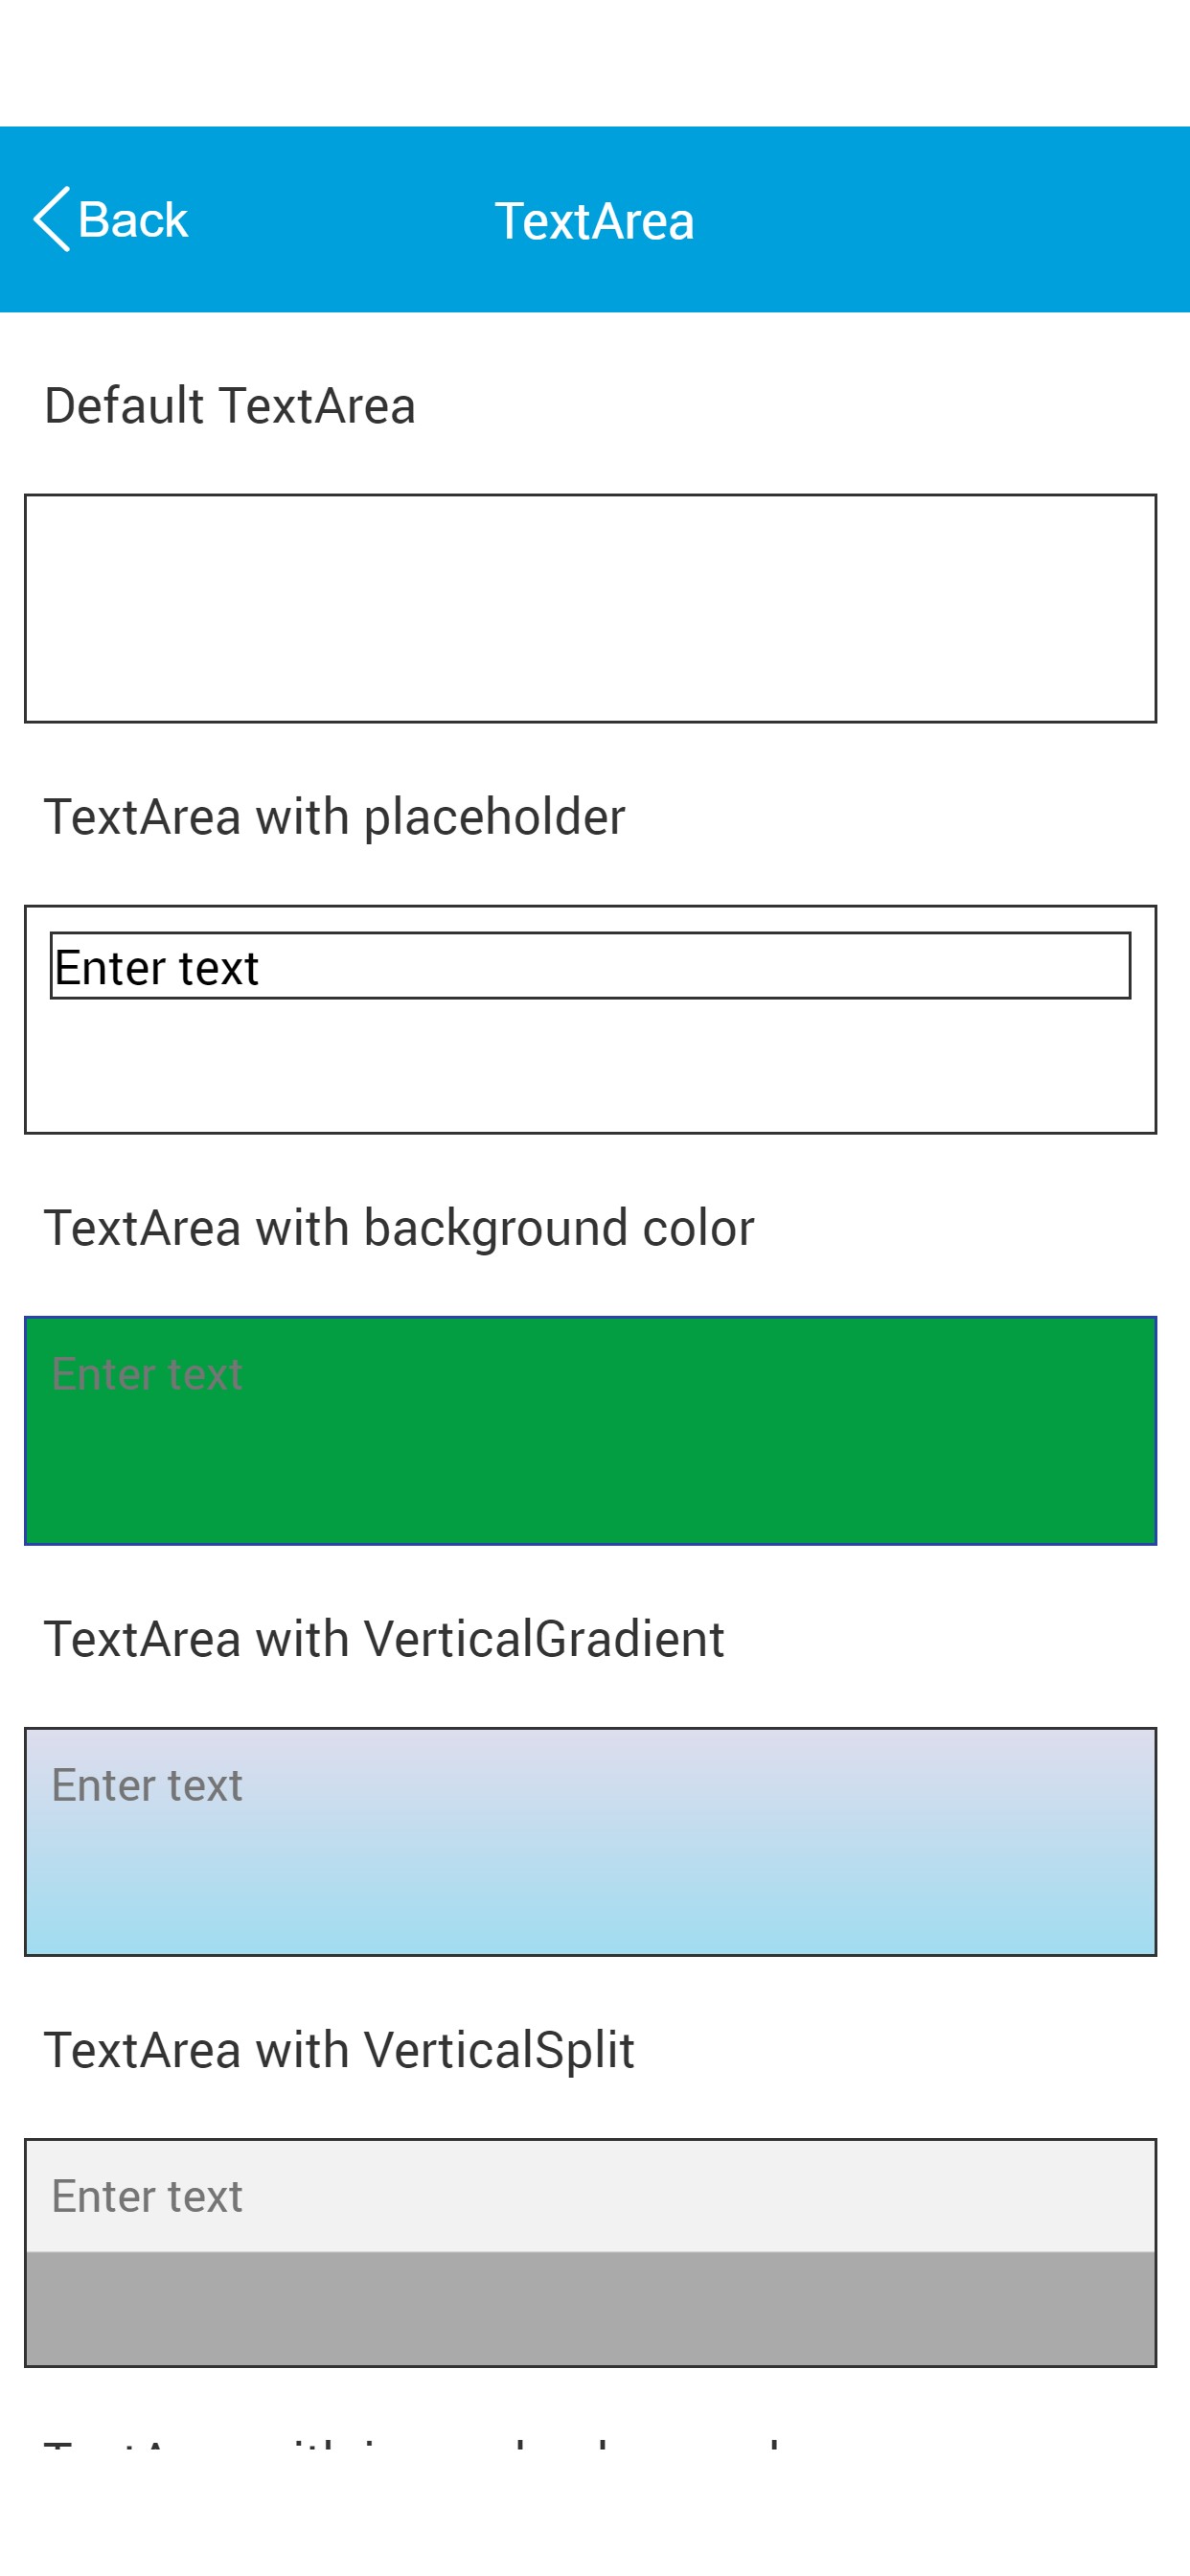 Back
TextArea
Default TextArea
TextArea with placeholder
Enter text
TextArea with background color
Enter text
TextArea with VerticalGradient
Enter text
TextArea with VerticalSplit
Enter text